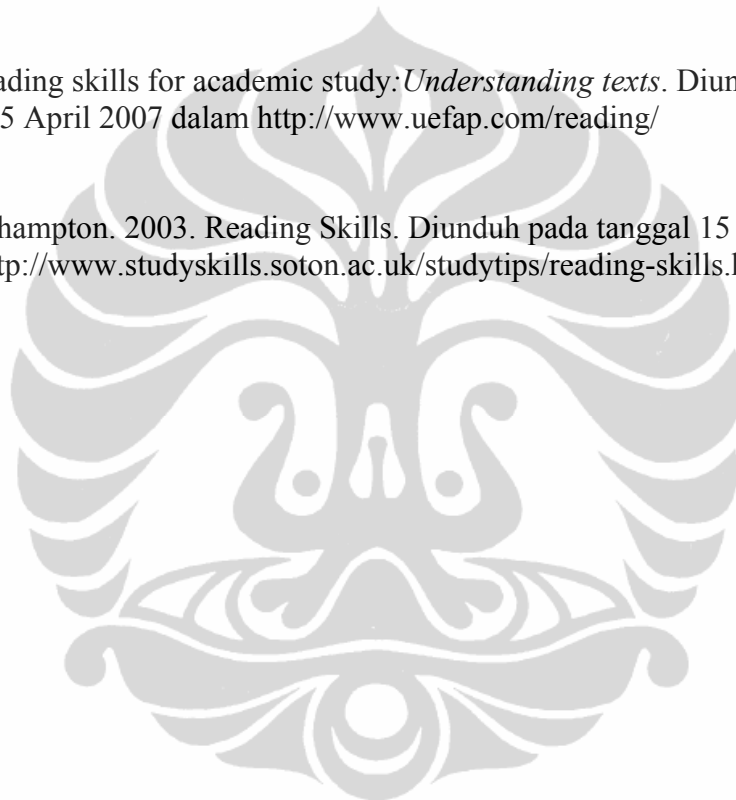 ading skills for academic study:Understanding texts. Diun
5 April 2007 dalam http://www.uefap.com/reading/
hampton. 2003. Reading Skills. Diunduh pada tanggal 15
tp://www.studyskills.soton.ac.uk/studytips/reading-skills.h